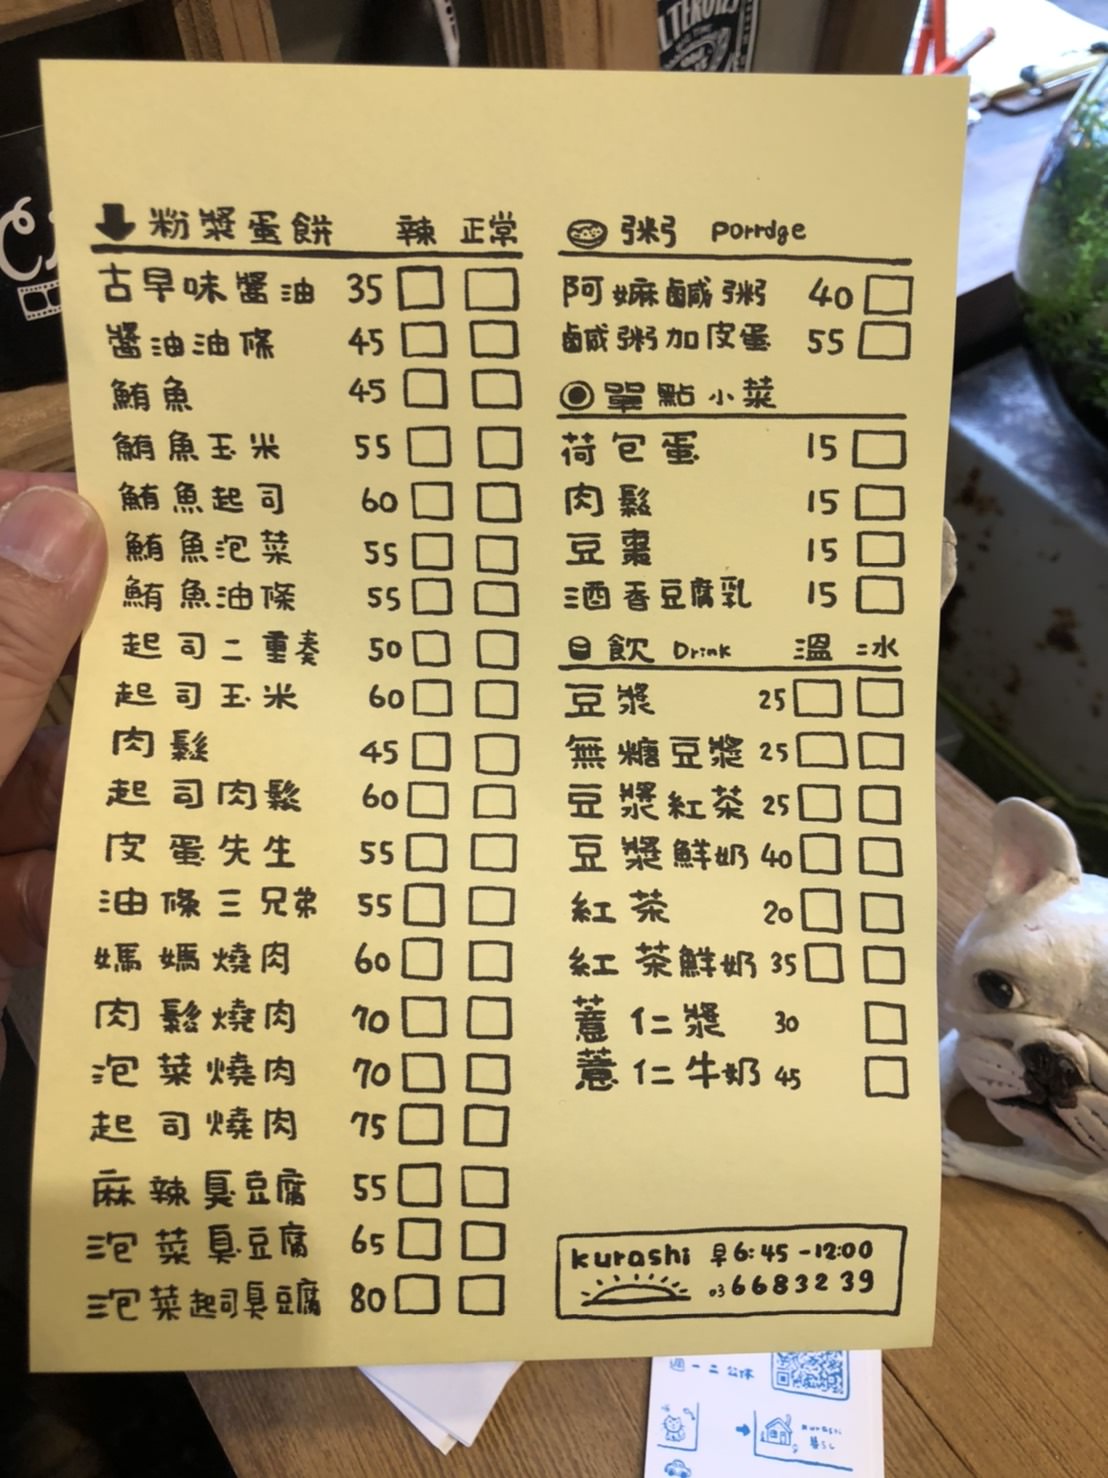 粉漿蛋餅 辣 正常
古早味醬油 35
醬油油條 45
鮪魚 45
鮪魚玉米 55
鮪魚起司 60
鮪魚泡菜 55
鮪魚油條 55
起司二重奏 50
起司玉米 60
肉鬆 45
起司肉鬆 60
皮蛋先生 55
油條三兄弟 55
媽媽燒肉 60
肉鬆燒肉 70
泡菜燒肉 70
起司燒肉 75
麻辣臭豆腐 55
泡菜臭豆腐 65
泡菜起司臭豆腐 80
粥 Porrdge
阿嬤鹹粥 40
鹹粥加皮蛋 55
單點小菜
荷包蛋 15
肉鬆 15
豆棗 15
酒香豆腐乳 15
飲 Drink 溫 冰
豆漿 25
無糖豆漿 25
豆漿紅茶 25
豆漿鮮奶 40
紅茶 20
紅茶鮮奶 35
薏仁漿 30
薏仁牛奶 45
kurashi 早6:45-12:00
03 6683239
週一二公休
kurashi
暮らし